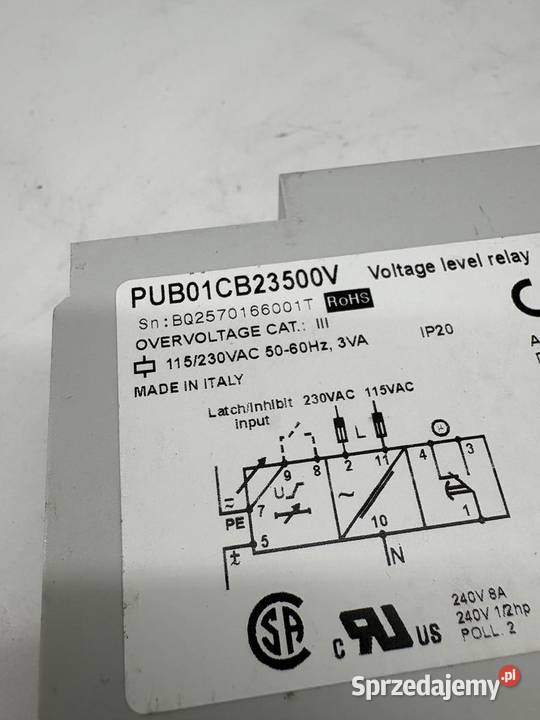 PUB01CB23500V Voltage level relay
Sn:BQ2570166001T RoHS
OVERVOLTAGE CAT.: III
115/230VAC 50-60Hz, 3VA IP20
MADE IN ITALY
Latch/Inhibit
input
230VAC 115VAC
L
9 8 2 11 4 3
U
7
PE
5
10
1
N
SA
c RU US
240V 8A
240V 1/2hp
POLL. 2
Sprzedajemy.pl